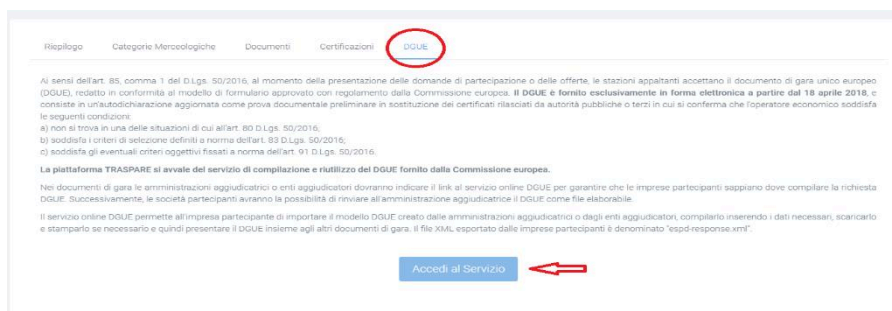 Riepilogo Categorie Merceologiche Documenti Certificazioni DGUE
Ai sensi dell'art. 85, comma 1 del D.Lgs. 50/2016, al momento della presentazione delle domande di partecipazione o delle offerte, le stazioni appaltanti accettano il documento di gara unico europeo
(DGUE), redatto in conformità al modello di formulario approvato con regolamento dalla Commissione europea. Il DGUE è fornito esclusivamente in forma elettronica a partire dal 18 aprile 2018, e
consiste in un'autodichiarazione aggiornata come prova documentale preliminare in sostituzione dei certificati rilasciati da autorità pubbliche o terzi in cui si conferma che l'operatore economico soddisfa
le seguenti condizioni:
a) non si trova in una delle situazioni di cui all'art. 80 D.Lgs. 50/2016;
b) soddisfa i criteri di selezione definiti a norma dell'art. 83 D.Lgs. 50/2016;
c) soddisfa gli eventuali criteri oggettivi fissati a norma dell'art. 91 D.Lgs. 50/2016.
La piattaforma TRASPARE si avvale del servizio di compilazione e riutilizzo del DGUE fornito dalla Commissione europea.
Nei documenti di gara le amministrazioni aggiudicatrici o enti aggiudicatori dovranno indicare il link al servizio online DGUE per garantire che le imprese partecipanti sappiano dove compilare la richiesta
DGUE. Successivamente, le società partecipanti avranno la possibilità di rinviare all'amministrazione aggiudicatrice il DGUE come file elaborabile.
Il servizio online DGUE permette all'impresa partecipante di importare il modello DGUE creato dalle amministrazioni aggiudicatrici o dagli enti aggiudicatori, compilarlo inserendo i dati necessari, scaricarlo
e stamparlo se necessario e quindi presentare il DGUE insieme agli altri documenti di gara. Il file XML esportato dalle imprese partecipanti è denominato "espd-response.xml".
Accedi al Servizio